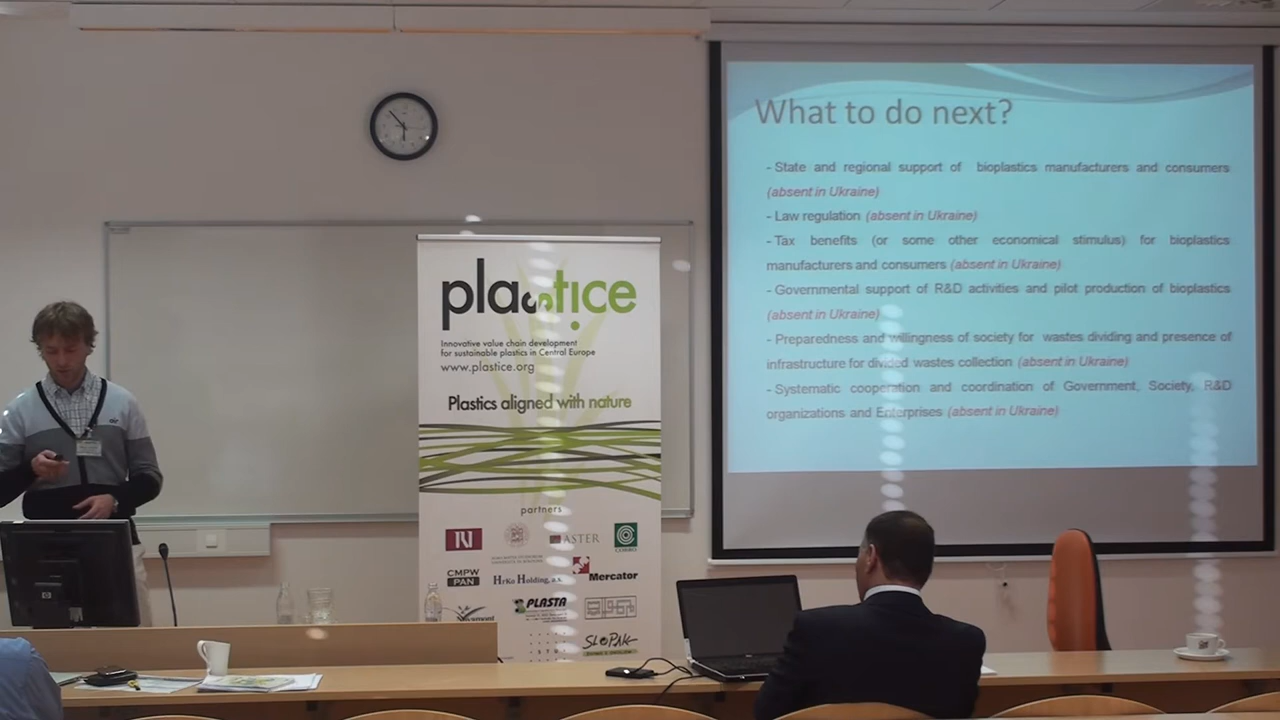 What to do next?
- State and regional support of bioplastics manufacturers and consumers
(absent in Ukraine)
- Law regulation (absent in Ukraine)
- Tax benefits (or some other economical stimulus) for bioplastics
manufacturers and consumers (absent in Ukraine)
- Governmental support of R&D activities and pilot production of bioplastics
(absent in Ukraine)
- Preparedness and willingness of society for wastes dividing and presence of
infrastructure for divided wastes collection (absent in Ukraine)
- Systematic cooperation and coordination of Government, Society, R&D
organizations and Enterprises (absent in Ukraine)
plastice
Innovative value chain development
for sustainable plastics in Central Europe
www.plastice.org
Plastics aligned with nature
partners
ASTER
CMPW
PAN
HrKo Holding, a.s.
Mercator
PLASTA
SLOPAK
hp